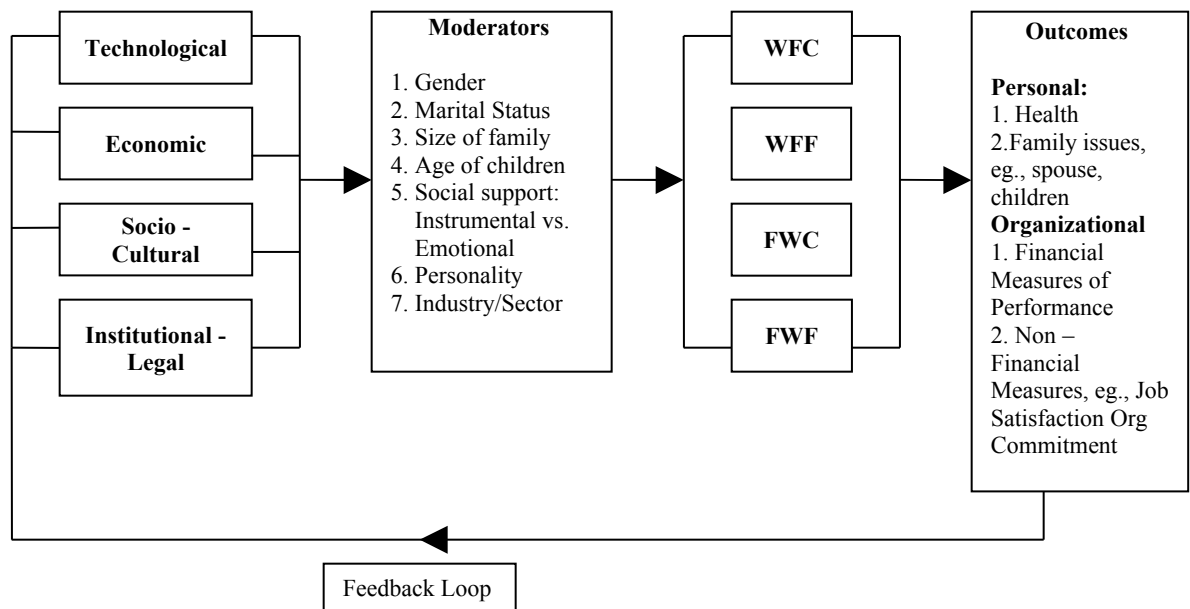 Technological
Economic
Socio -
Cultural
Institutional -
Legal
Moderators
1. Gender
2. Marital Status
3. Size of family
4. Age of children
5. Social support:
Instrumental vs.
Emotional
6. Personality
7. Industry/Sector
WFC
WFF
FWC
FWF
Outcomes
Personal:
1. Health
2.Family issues,
eg., spouse,
children
Organizational
1. Financial
Measures of
Performance
2. Non –
Financial
Measures, eg., Job
Satisfaction Org
Commitment
Feedback Loop